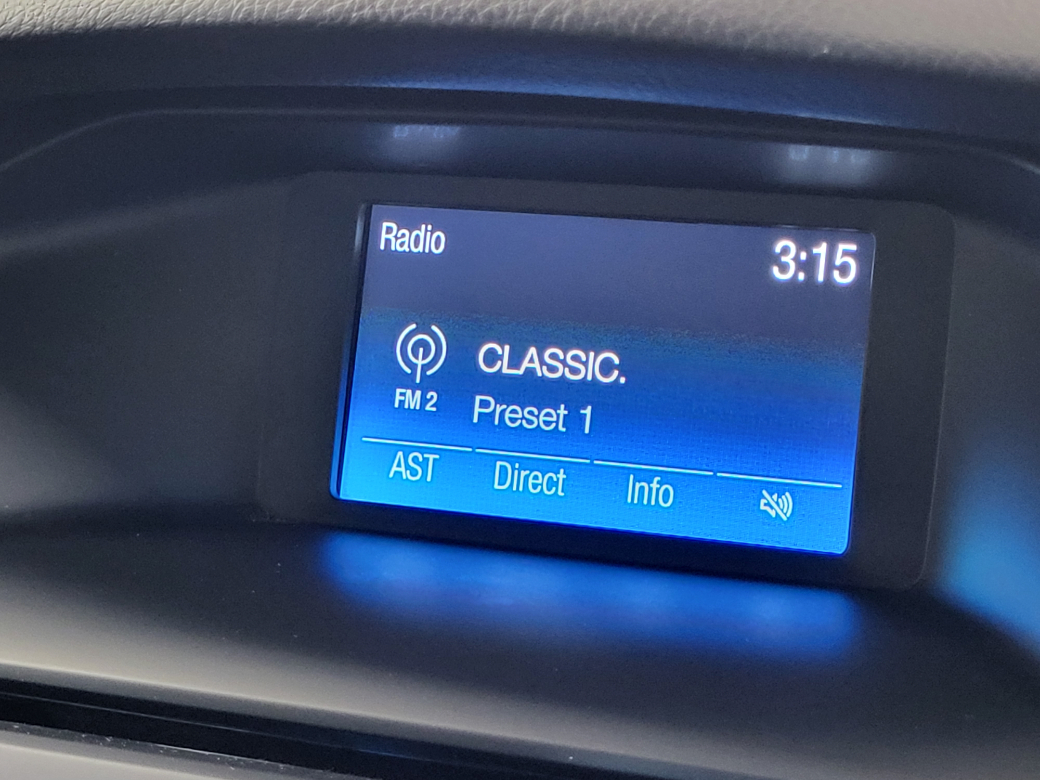 Radio
3:15
CLASSIC.
FM 2
Preset 1
AST
Direct
Info